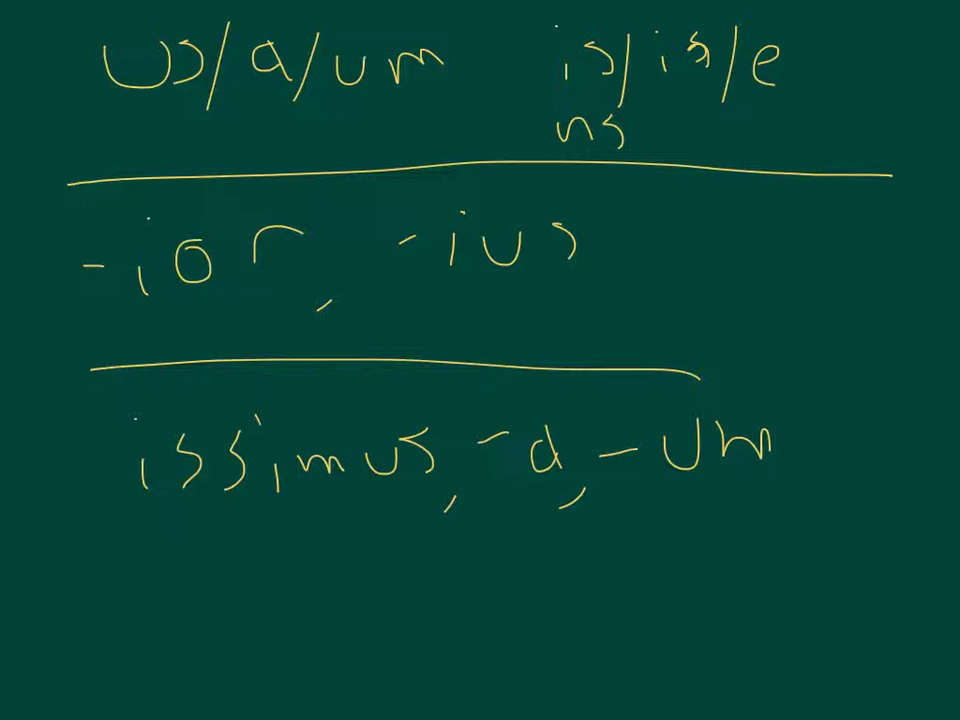 us/a/um is/is/e
ns
-ior, -ius
issimus, -a, -um